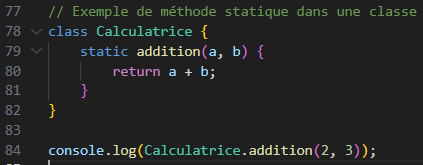 77 // Exemple de méthode statique dans une classe
78 class Calculatrice {
79     static addition(a, b) {
80         return a + b;
81     }
82 }
83
84 console.log(Calculatrice.addition(2, 3));